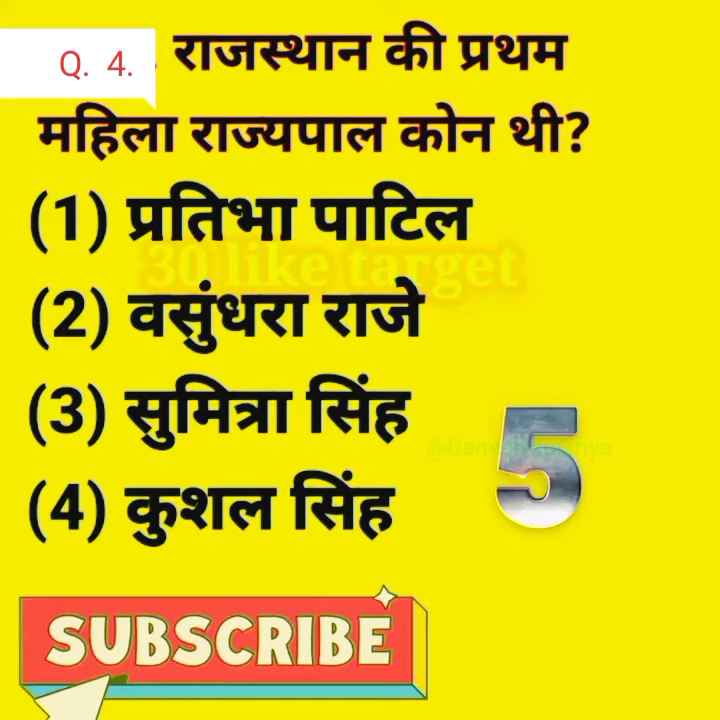 Q. 4. राजस्थान की प्रथम
महिला राज्यपाल कोन थी?
(1) प्रतिभा पाटिल
30 like target
(2) वसुंधरा राजे
(3) सुमित्रा सिंह
5
(4) कुशल सिंह
SUBSCRIBE